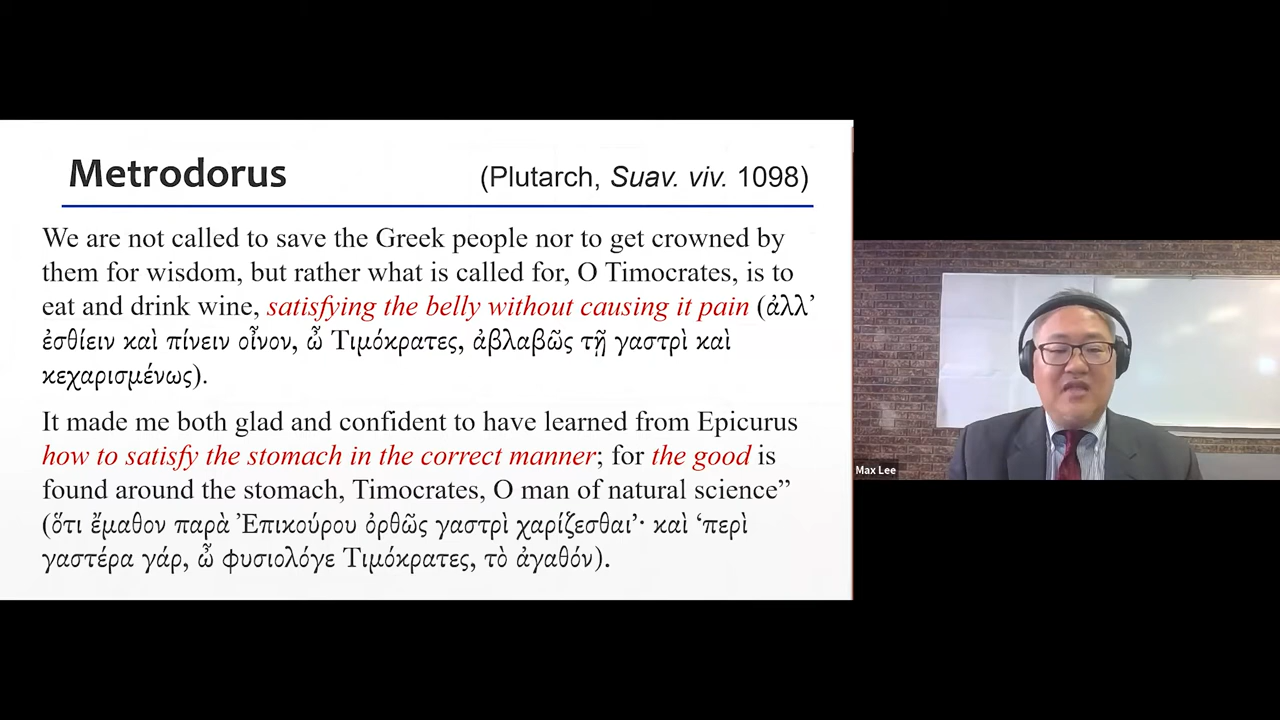 Metrodorus
(Plutarch, Suav. viv. 1098)
We are not called to save the Greek people nor to get crowned by
them for wisdom, but rather what is called for, O Timocrates, is to
eat and drink wine, satisfying the belly without causing it pain (ἀλλ’
ἐσθίειν καὶ πίνειν οἶνον, ὦ Τιμόκρατες, ἀβλαβῶς τῇ γαστρὶ καὶ
κεχαρισμένως).
It made me both glad and confident to have learned from Epicurus
how to satisfy the stomach in the correct manner; for the good is
found around the stomach, Timocrates, O man of natural science”
(ὅτι ἔμαθον παρὰ Ἐπικούρου ὀρθῶς γαστρὶ χαρίζεσθαι’· καὶ ‘περὶ
γαστέρα γάρ, ὦ φυσιολόγε Τιμόκρατες, τὸ ἀγαθόν).
Max Lee